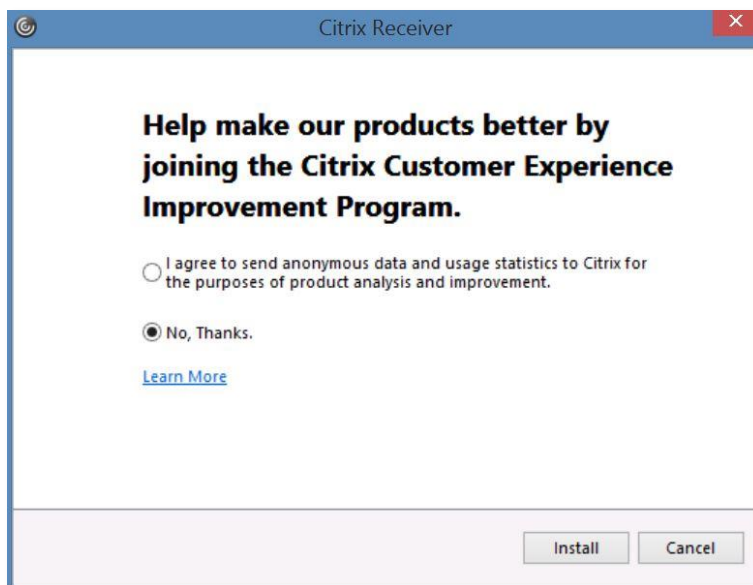 Citrix Receiver
Help make our products better by
joining the Citrix Customer Experience
Improvement Program.
I agree to send anonymous data and usage statistics to Citrix for
the purposes of product analysis and improvement.
No, Thanks.
Learn More
Install Cancel